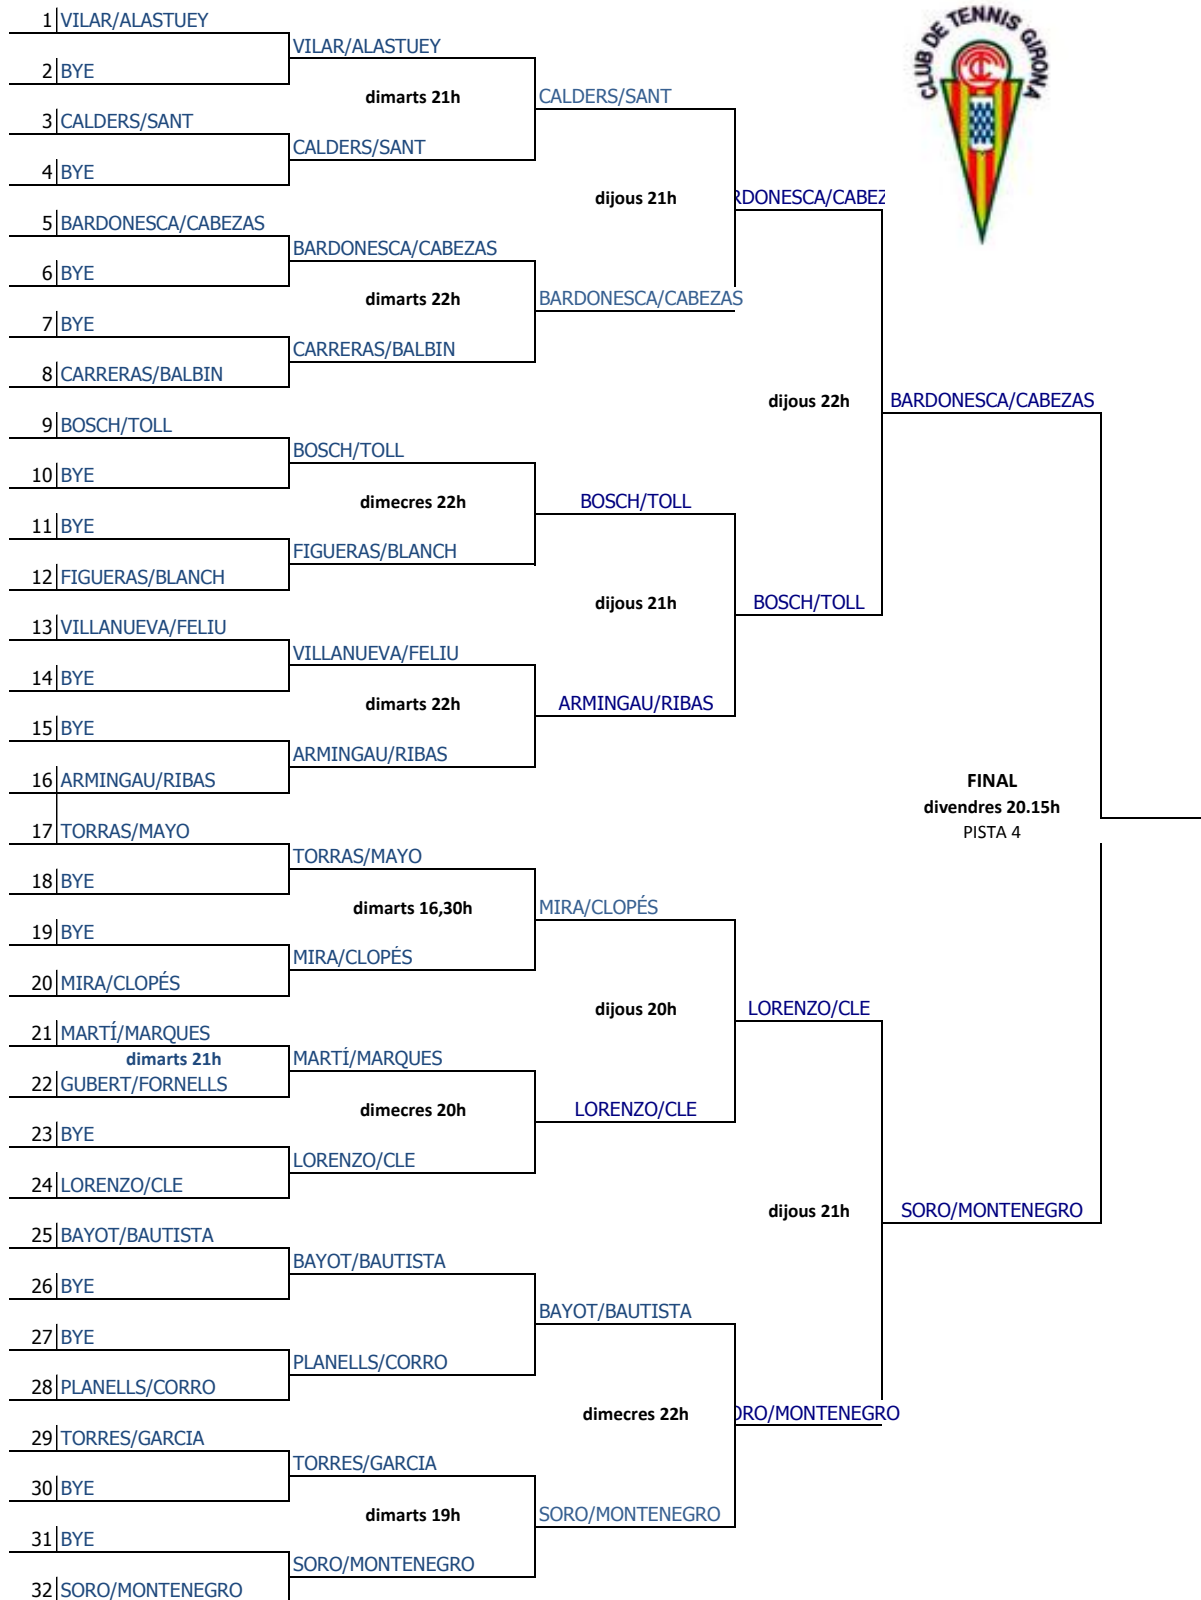 CLUB DE TENNIS GIRONA
1 VILAR/ALASTUEY
VILAR/ALASTUEY
2 BYE
dimarts 21h
CALDERS/SANT
3 CALDERS/SANT
CALDERS/SANT
4 BYE
dijous 21h
RDONESCA/CABEZ
5 BARDONESCA/CABEZAS
BARDONESCA/CABEZAS
6 BYE
dimarts 22h
BARDONESCA/CABEZAS
7 BYE
CARRERAS/BALBIN
8 CARRERAS/BALBIN
dijous 22h
BARDONESCA/CABEZAS
9 BOSCH/TOLL
BOSCH/TOLL
10 BYE
dimecres 22h
BOSCH/TOLL
11 BYE
FIGUERAS/BLANCH
12 FIGUERAS/BLANCH
dijous 21h
BOSCH/TOLL
13 VILLANUEVA/FELIU
VILLANUEVA/FELIU
14 BYE
dimarts 22h
ARMINGAU/RIBAS
15 BYE
ARMINGAU/RIBAS
16 ARMINGAU/RIBAS
FINAL
divendres 20.15h
PISTA 4
17 TORRAS/MAYO
TORRAS/MAYO
18 BYE
dimarts 16,30h
MIRA/CLOPÉS
19 BYE
MIRA/CLOPÉS
20 MIRA/CLOPÉS
dijous 20h
LORENZO/CLE
21 MARTÍ/MARQUES
dimarts 21h
MARTÍ/MARQUES
22 GUBERT/FORNELLS
dimecres 20h
LORENZO/CLE
23 BYE
LORENZO/CLE
24 LORENZO/CLE
dijous 21h
SORO/MONTENEGRO
25 BAYOT/BAUTISTA
BAYOT/BAUTISTA
26 BYE
BAYOT/BAUTISTA
27 BYE
PLANELLS/CORRO
28 PLANELLS/CORRO
dimecres 22h
ORO/MONTENEGRO
29 TORRES/GARCIA
TORRES/GARCIA
30 BYE
dimarts 19h
SORO/MONTENEGRO
31 BYE
SORO/MONTENEGRO
32 SORO/MONTENEGRO